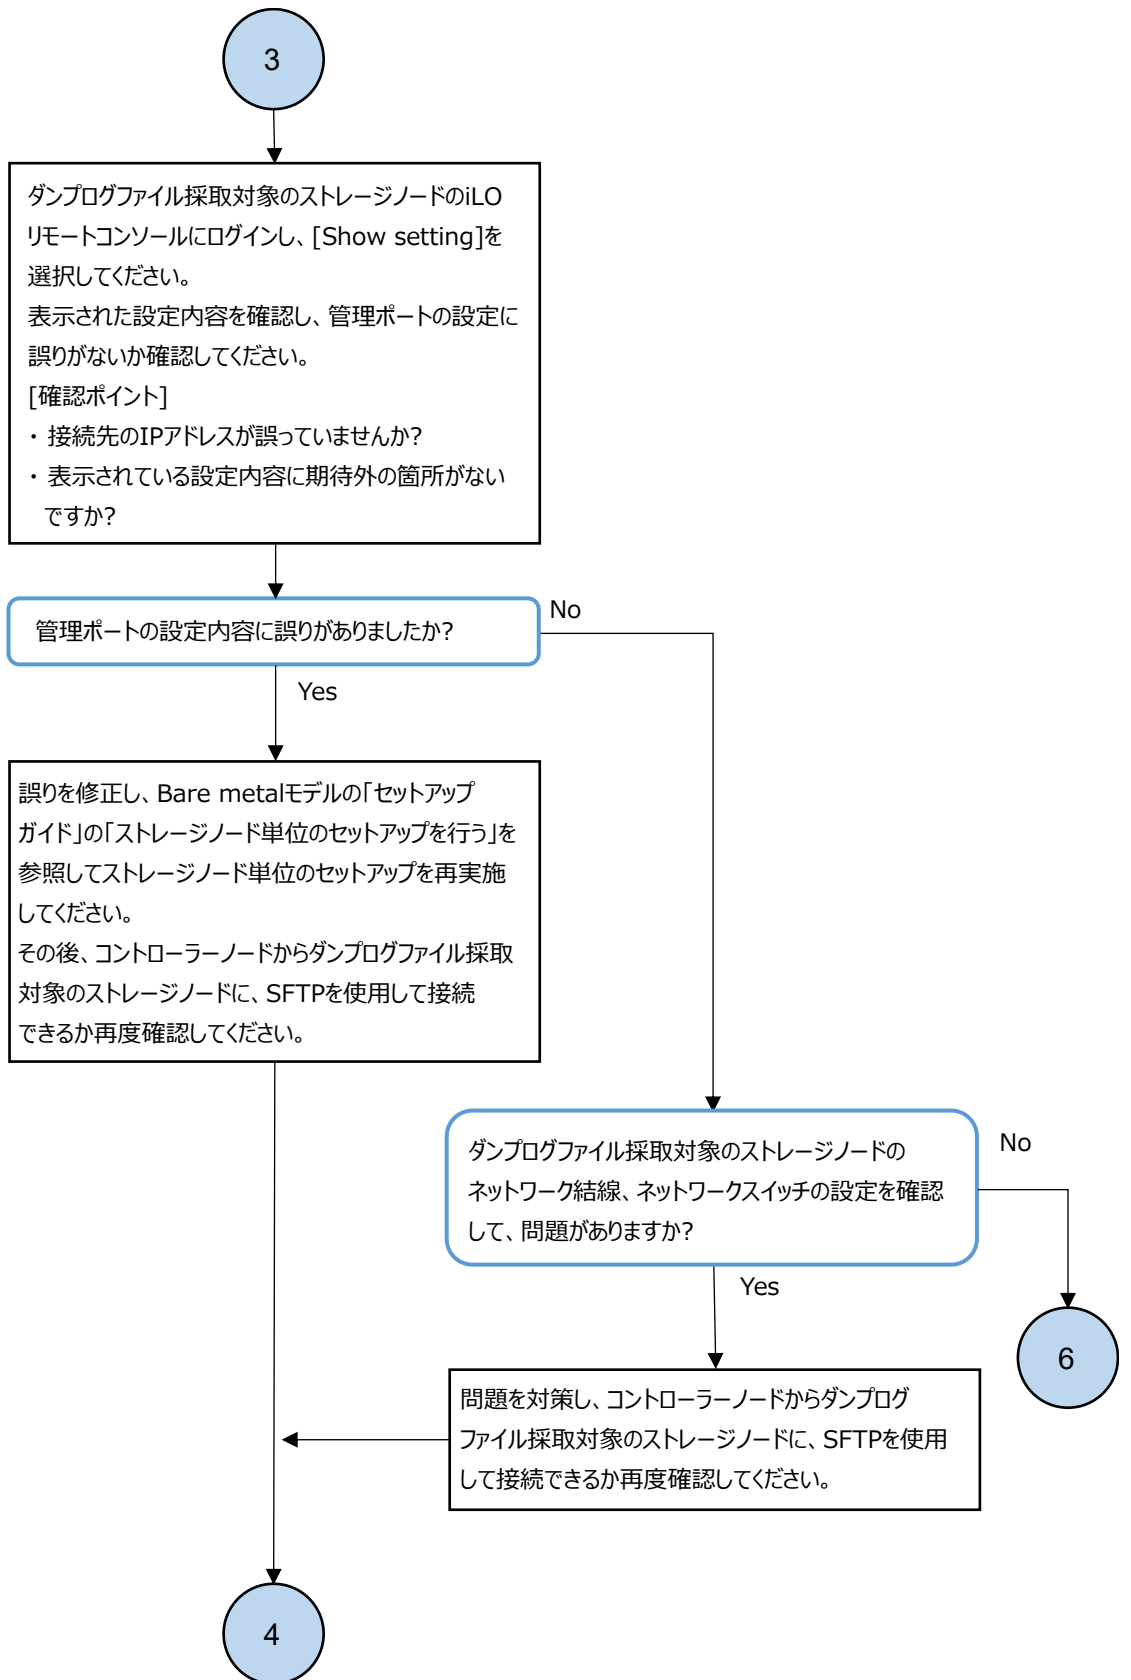 3
ダンプログファイル採取対象のストレージノードのiLO
リモートコンソールにログインし、[Show setting]を
選択してください。
表示された設定内容を確認し、管理ポートの設定に
誤りがないか確認してください。
[確認ポイント]
・ 接続先のIPアドレスが誤っていませんか?
・ 表示されている設定内容に期待外の箇所がない
ですか?
管理ポートの設定内容に誤りがありましたか?
No
Yes
誤りを修正し、Bare metalモデルの「セットアップ
ガイド」の「ストレージノード単位のセットアップを行う」を
参照してストレージノード単位のセットアップを再実施
してください。
その後、コントローラーノードからダンプログファイル採取
対象のストレージノードに、SFTPを使用して接続
できるか再度確認してください。
ダンプログファイル採取対象のストレージノードの
ネットワーク結線、ネットワークスイッチの設定を確認
して、問題がありますか?
No
Yes
6
問題を対策し、コントローラーノードからダンプログ
ファイル採取対象のストレージノードに、SFTPを使用
して接続できるか再度確認してください。
4